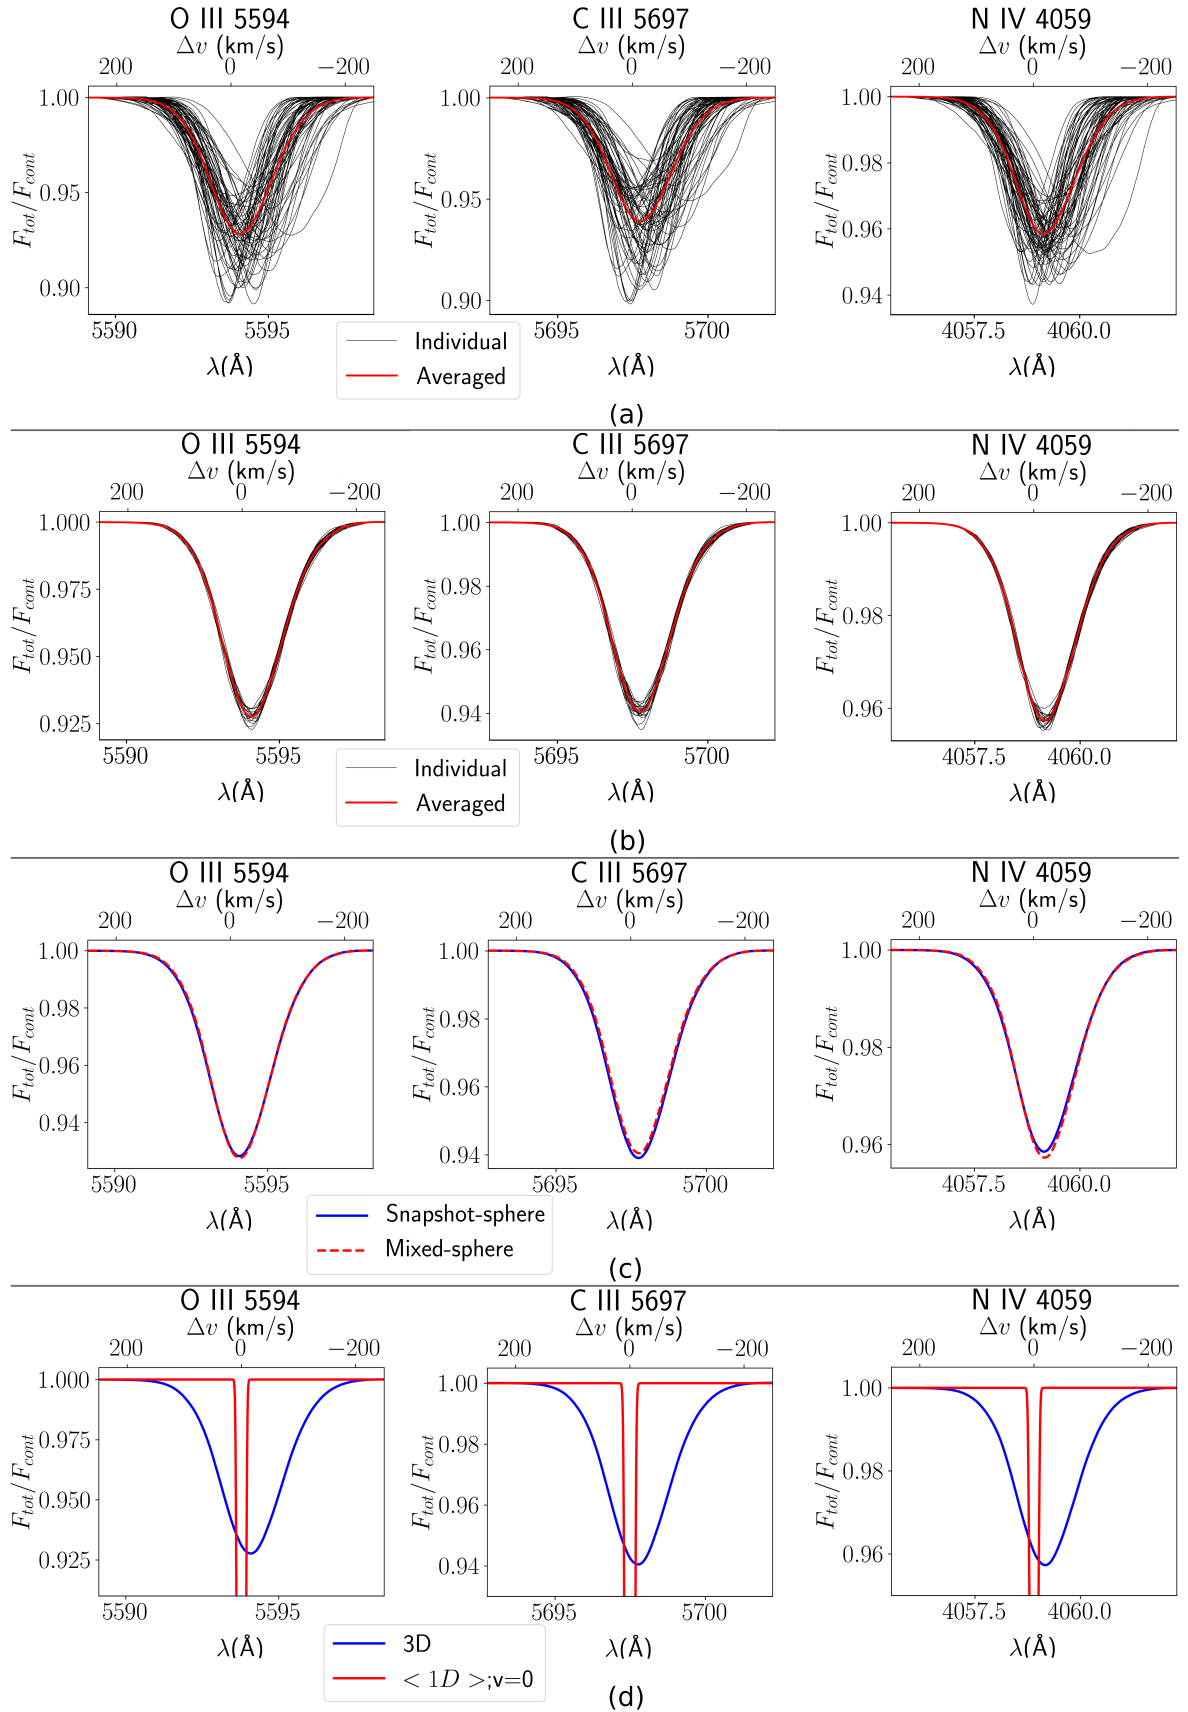 O III 5594 C III 5697 N IV 4059
Δv (km/s) Δv (km/s) Δv (km/s)
200 0 −200 200 0 −200 200 0 −200
1.00 1.00 1.00
0.95 0.95 0.98
0.90 0.90 0.96
0.94
F_tot/F_cont F_tot/F_cont F_tot/F_cont
5590 5595 5695 5700 4057.5 4060.0
λ(Å) λ(Å) λ(Å)
Individual
Averaged
(a)
O III 5594 C III 5697 N IV 4059
Δv (km/s) Δv (km/s) Δv (km/s)
200 0 −200 200 0 −200 200 0 −200
1.000 1.00 1.00
0.975 0.98 0.98
0.950 0.96 0.96
0.925 0.94
F_tot/F_cont F_tot/F_cont F_tot/F_cont
5590 5595 5695 5700 4057.5 4060.0
λ(Å) λ(Å) λ(Å)
Individual
Averaged
(b)
O III 5594 C III 5697 N IV 4059
Δv (km/s) Δv (km/s) Δv (km/s)
200 0 −200 200 0 −200 200 0 −200
1.00 1.00 1.00
0.98 0.98 0.98
0.96 0.96 0.96
0.94 0.94
F_tot/F_cont F_tot/F_cont F_tot/F_cont
5590 5595 5695 5700 4057.5 4060.0
λ(Å) λ(Å) λ(Å)
Snapshot-sphere
Mixed-sphere
(c)
O III 5594 C III 5697 N IV 4059
Δv (km/s) Δv (km/s) Δv (km/s)
200 0 −200 200 0 −200 200 0 −200
1.000 1.00 1.00
0.975 0.98 0.98
0.950 0.96 0.96
0.925 0.94
F_tot/F_cont F_tot/F_cont F_tot/F_cont
5590 5595 5695 5700 4057.5 4060.0
λ(Å) λ(Å) λ(Å)
3D
< 1D >;v=0
(d)